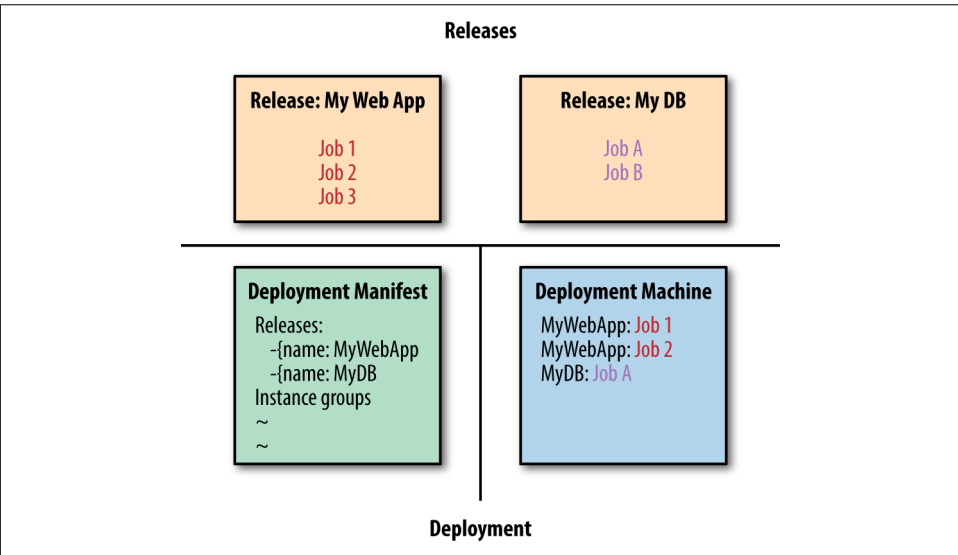 Releases
Release: My Web App
Job 1
Job 2
Job 3
Release: My DB
Job A
Job B
Deployment Manifest
Releases:
-{name: MyWebApp
-{name: MyDB
Instance groups
~
~
Deployment Machine
MyWebApp: Job 1
MyWebApp: Job 2
MyDB: Job A
Deployment